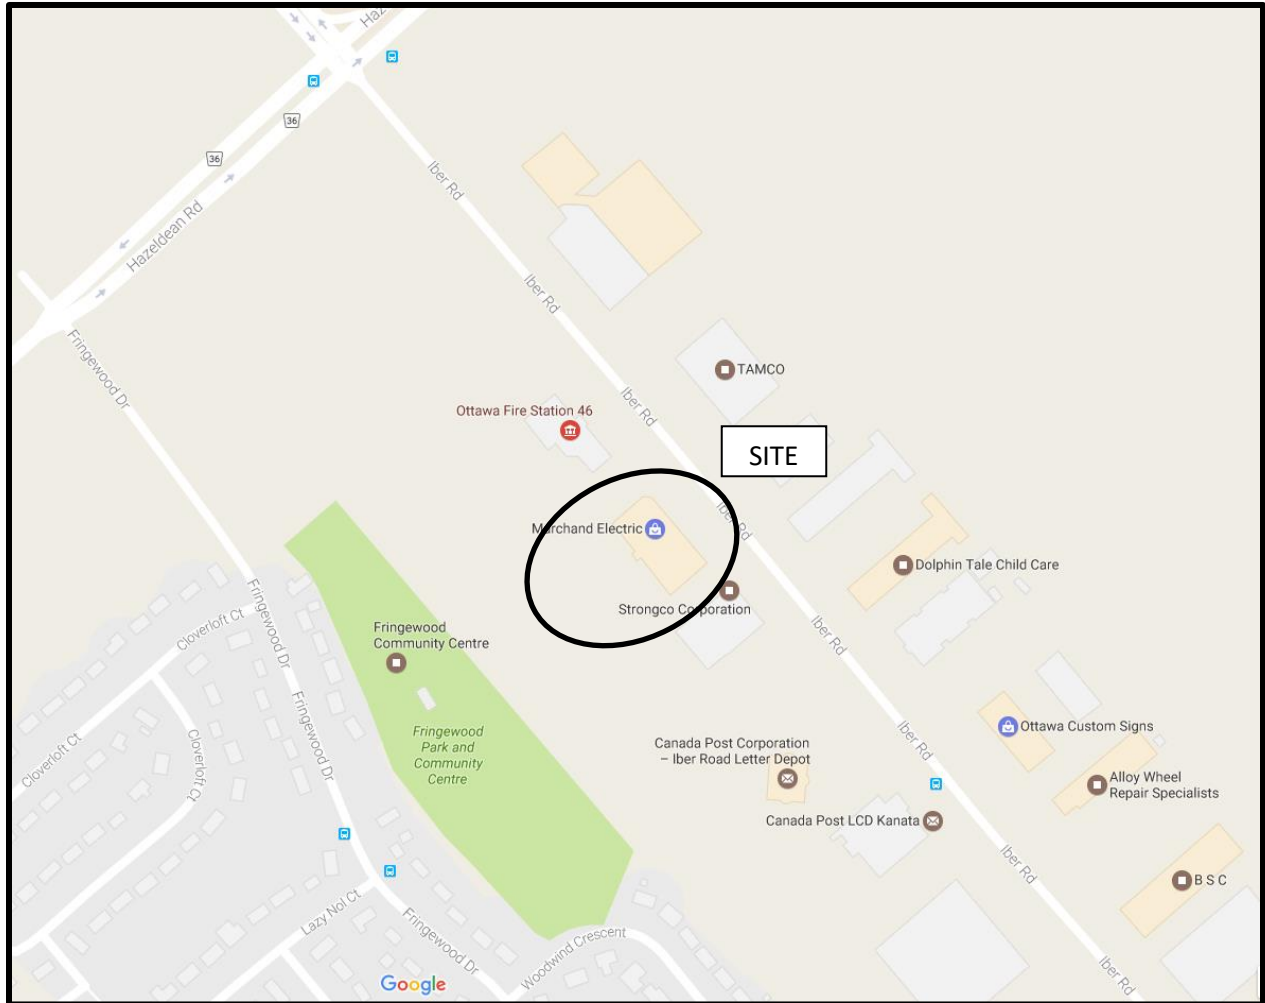 Haz
36
36
Iber Rd
Hazeldean Rd
Iber Rd
Fringewood Dr
TAMCO
Iber Rd
Ottawa Fire Station 46
SITE
Iber Rd
Marchand Electric
Dolphin Tale Child Care
Strongco Corporation
Cloverloft Ct
Fringewood Dr
Iber Rd
Fringewood
Community Centre
Fringewood Dr
Iber Rd
Ottawa Custom Signs
Fringewood
Park and
Community
Centre
Canada Post Corporation
– Iber Road Letter Depot
Cloverloft Ct
Cloverloft Ct
Alloy Wheel
Repair Specialists
Canada Post LCD Kanata
Iber Rd
B S C
Lazy Nol Ct
Fringewood Dr
Woodwind Crescent
Iber Rd
Google